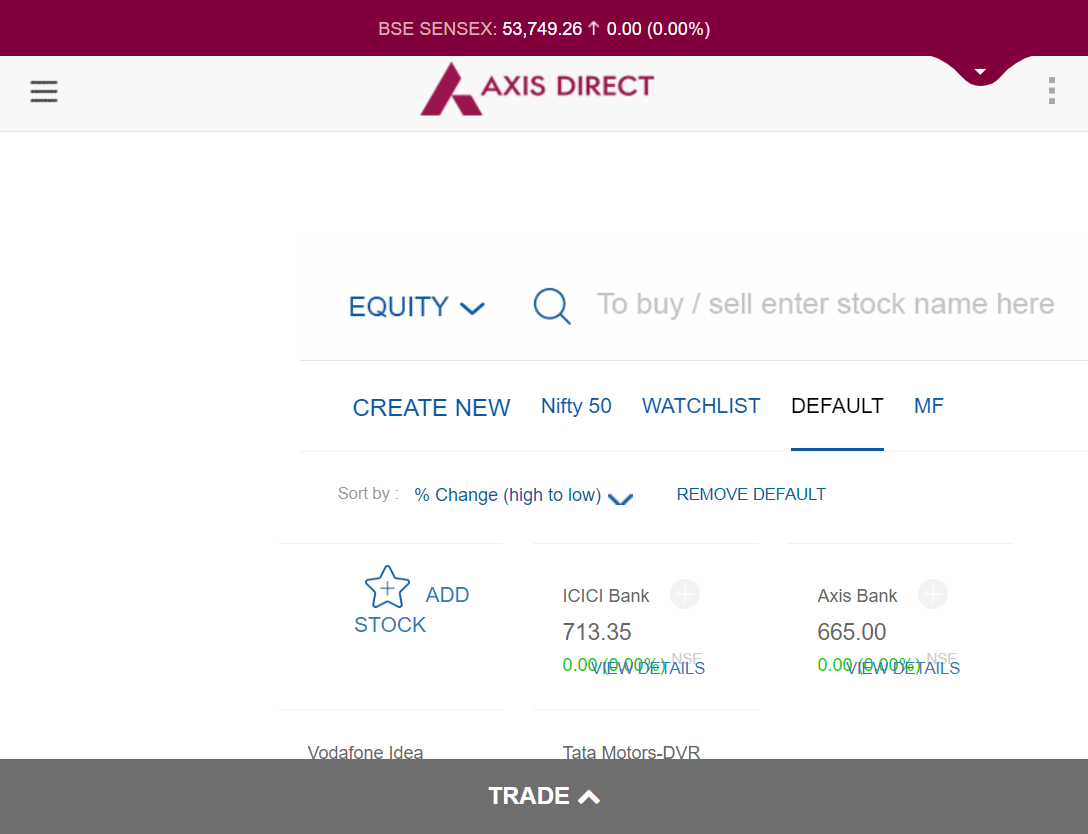 BSE SENSEX: 53,749.26 ↑ 0.00 (0.00%)
AXIS DIRECT
EQUITY
To buy / sell enter stock name here
CREATE NEW Nifty 50 WATCHLIST DEFAULT MF
Sort by : % Change (high to low) REMOVE DEFAULT
ADD
STOCK
ICICI Bank
713.35
0.00 (0.00%) NSE
VIEW DETAILS
Axis Bank
665.00
0.00 (0.00%) NSE
VIEW DETAILS
Vodafone Idea
Tata Motors-DVR
TRADE